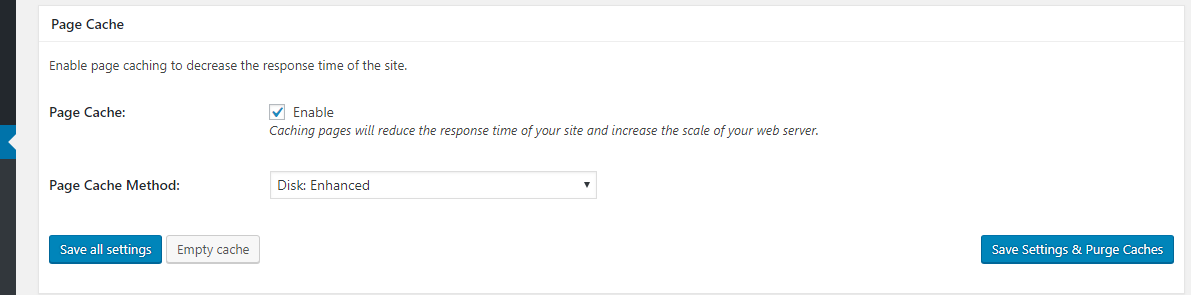 Page Cache
Enable page caching to decrease the response time of the site.
Page Cache: Enable
Caching pages will reduce the response time of your site and increase the scale of your web server.
Page Cache Method: Disk: Enhanced
Save all settings Empty cache Save Settings & Purge Caches